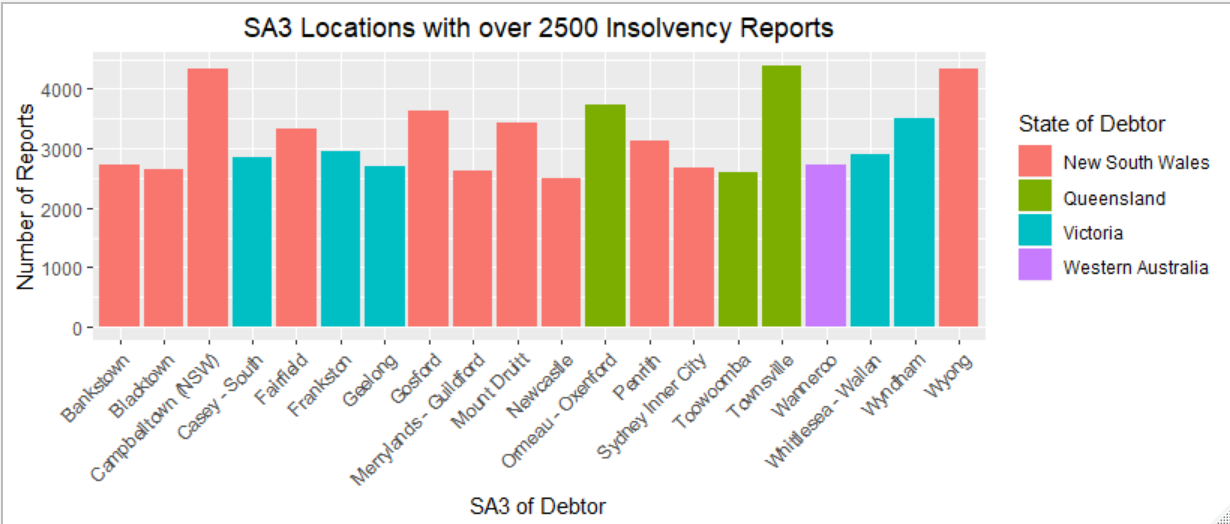 SA3 Locations with over 2500 Insolvency Reports
Number of Reports
4000
3000
2000
1000
0
Bankstown
Blacktown
Campbelltown (NSW)
Casey - South
Fairfield
Frankston
Geelong
Gosford
Merrylands - Guildford
Mount Druitt
Newcastle
Ormeau - Oxenford
Penrith
Sydney Inner City
Toowoomba
Townsville
Wanneroo
Whittlesea - Wallan
Wyndham
Wyong
SA3 of Debtor
State of Debtor
New South Wales
Queensland
Victoria
Western Australia